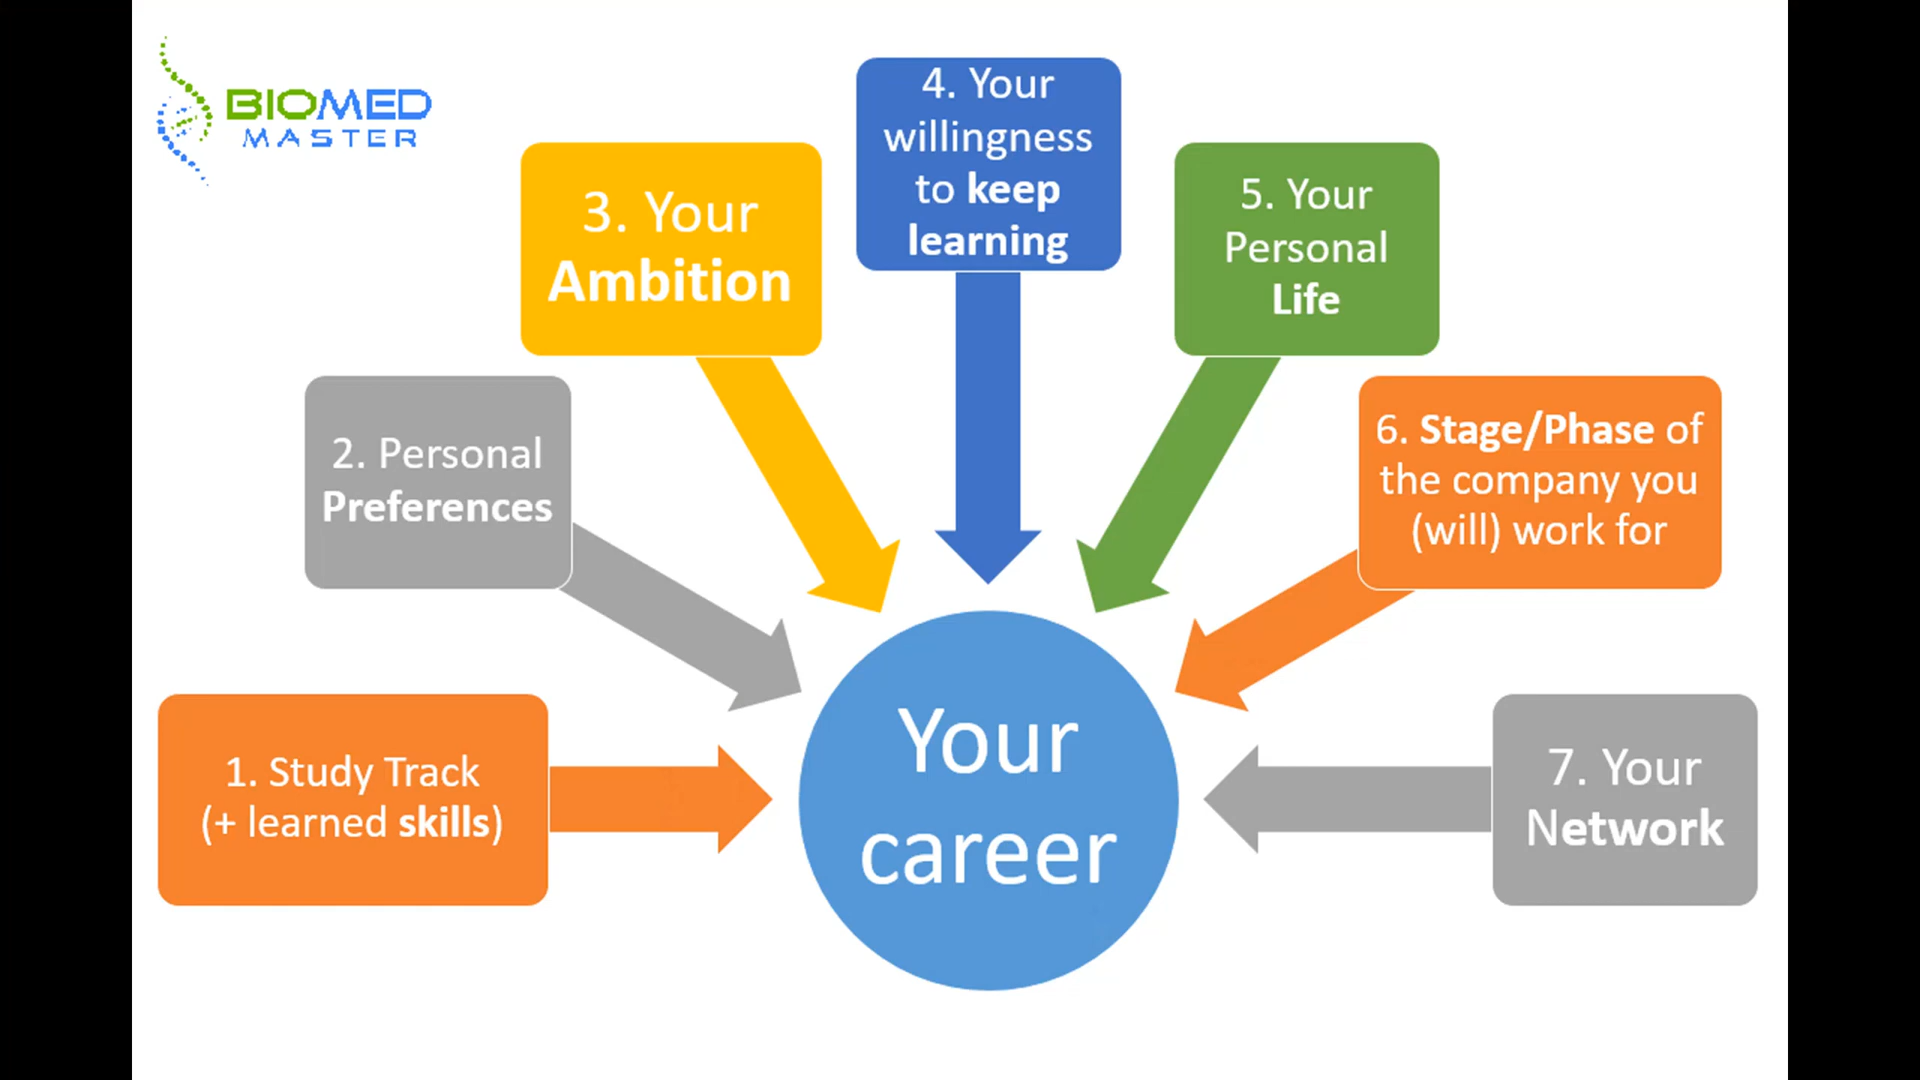 BIOMED
MASTER
1. Study Track
(+ learned skills)
2. Personal
Preferences
3. Your
Ambition
4. Your
willingness
to keep
learning
5. Your
Personal
Life
6. Stage/Phase of
the company you
(will) work for
7. Your
Network
Your
career